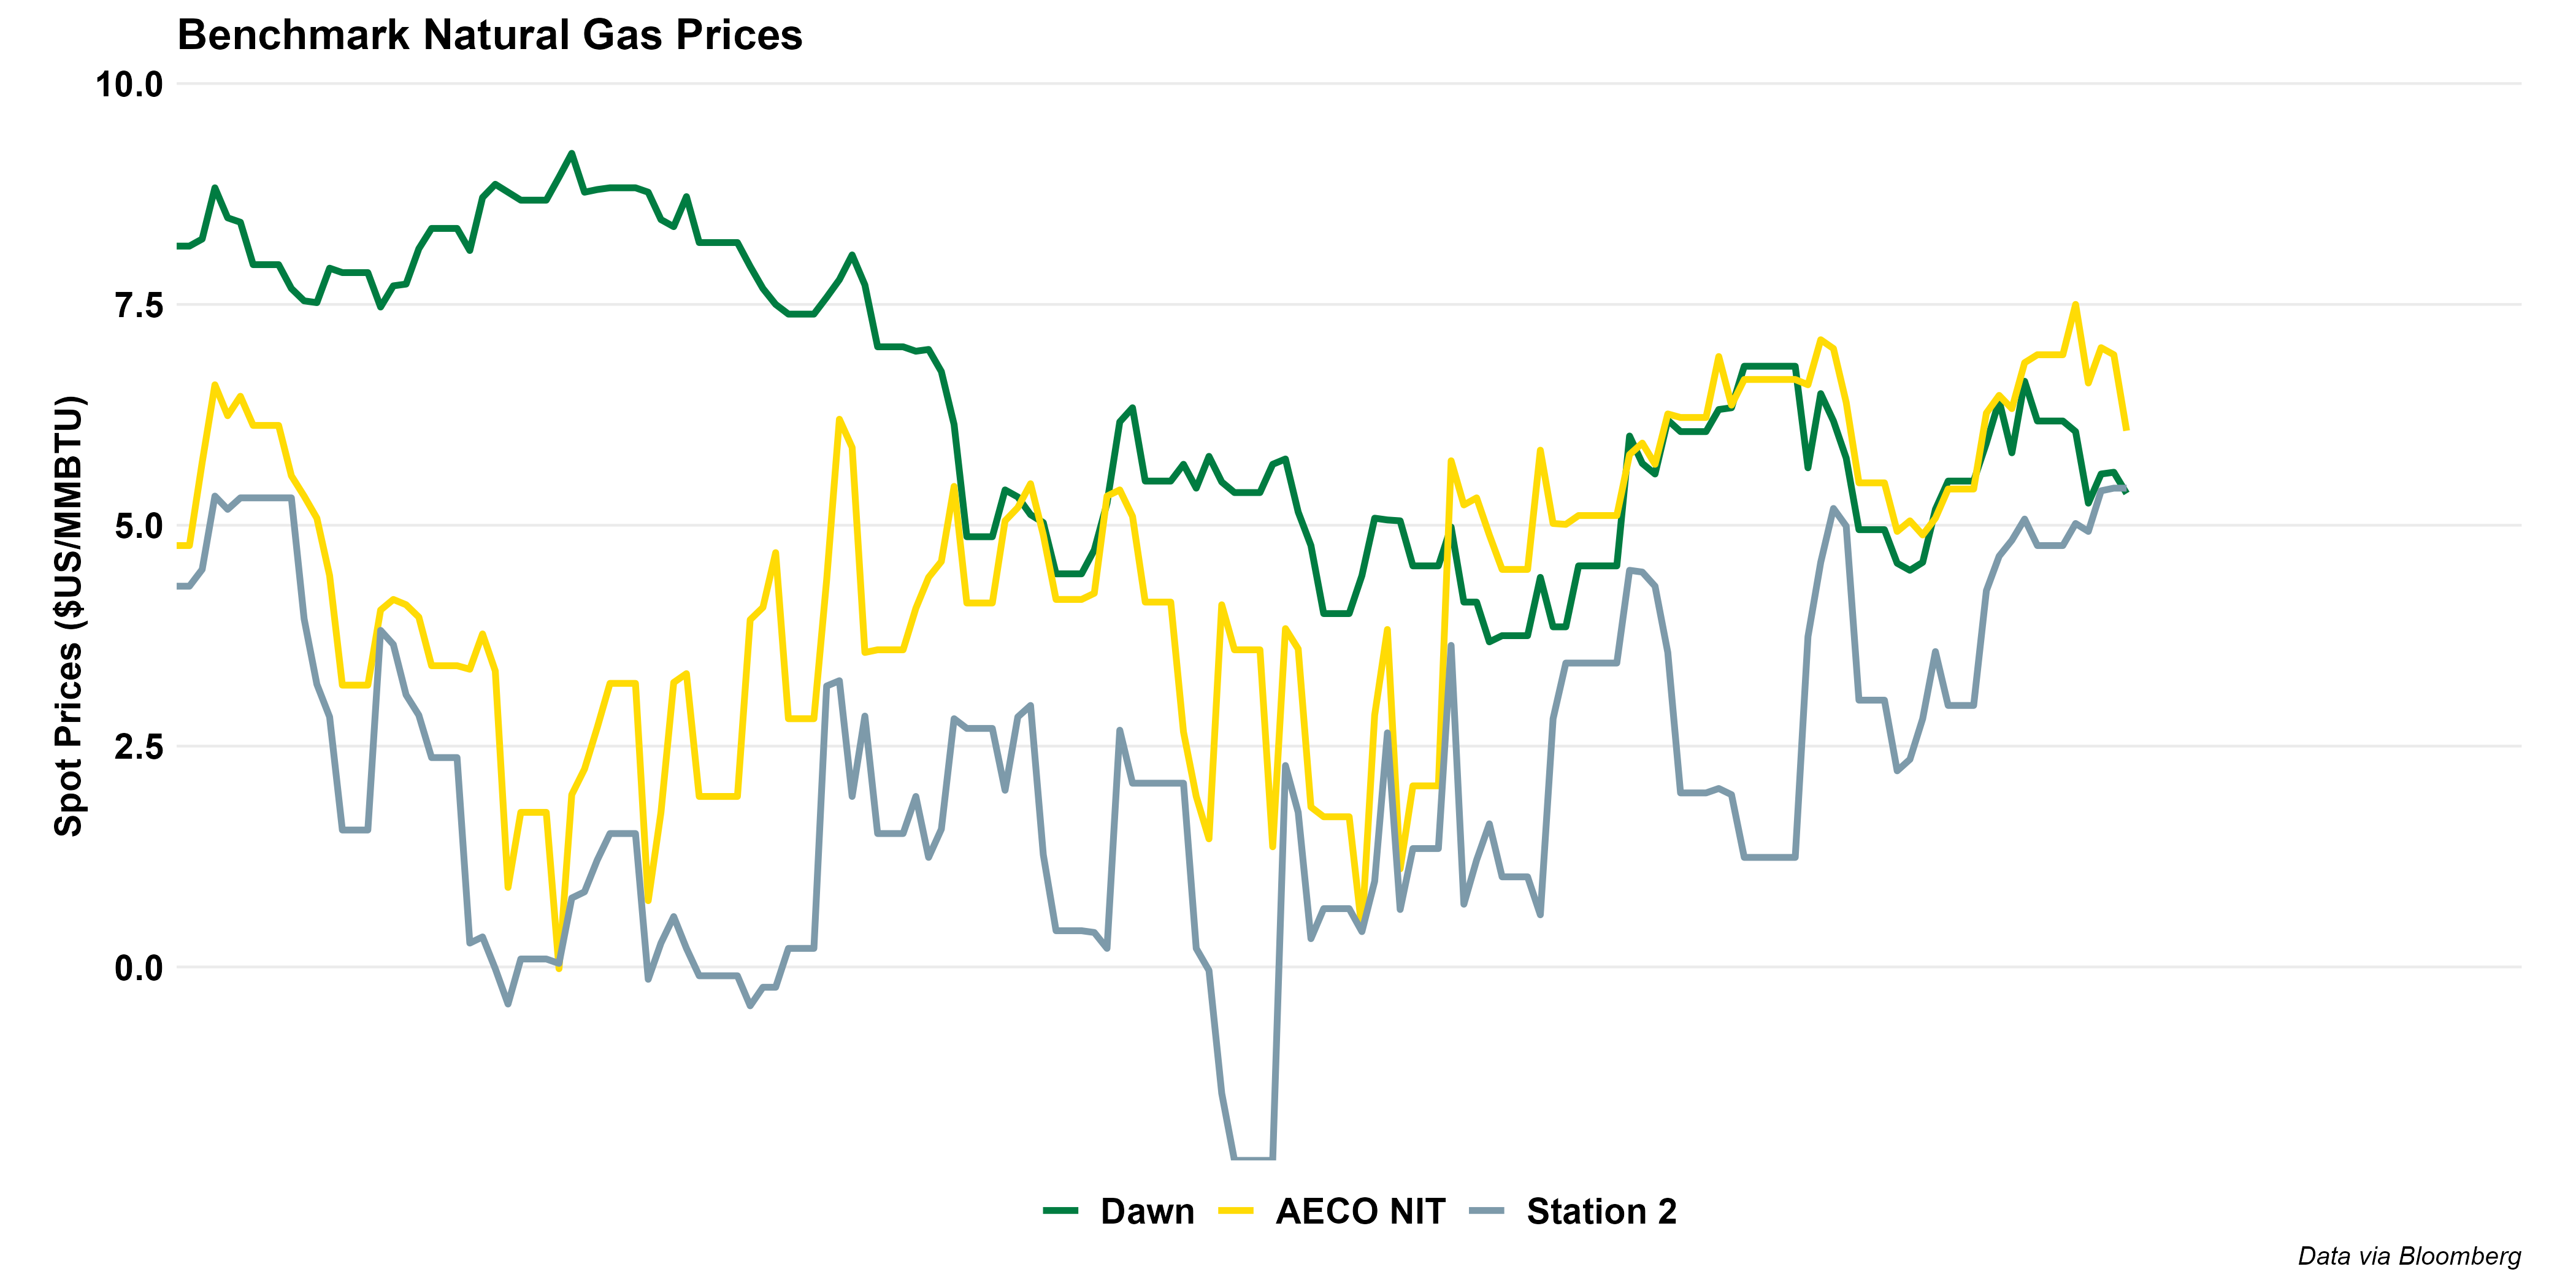 Benchmark Natural Gas Prices
Spot Prices ($US/MMBTU)
10.0
7.5
5.0
2.5
0.0
Dawn AECO NIT Station 2
Data via Bloomberg